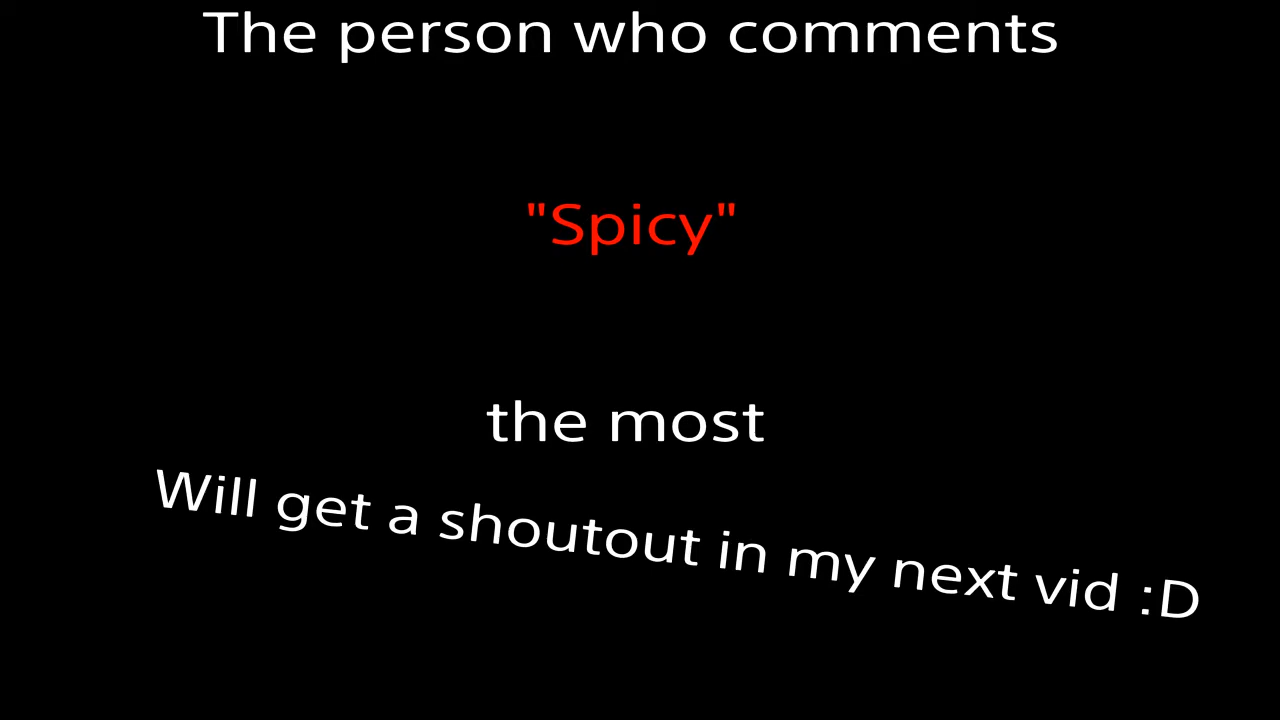 The person who comments
"Spicy"
the most
Will get a shoutout in my next vid :D